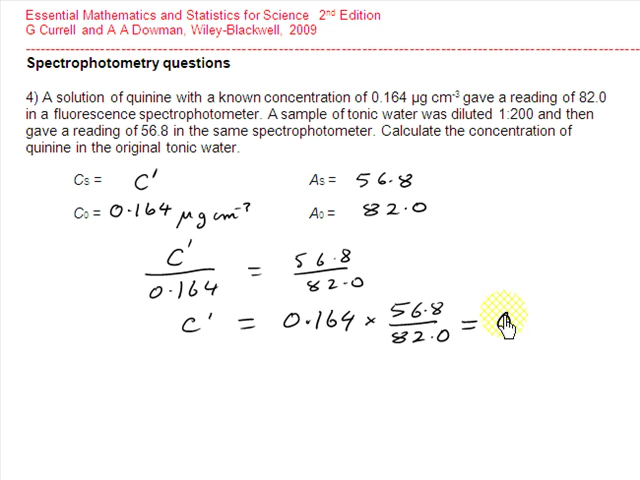 Essential Mathematics and Statistics for Science 2nd Edition
G Currell and A A Dowman, Wiley-Blackwell, 2009
Spectrophotometry questions
4) A solution of quinine with a known concentration of 0.164 µg cm⁻³ gave a reading of 82.0
in a fluorescence spectrophotometer. A sample of tonic water was diluted 1:200 and then
gave a reading of 56.8 in the same spectrophotometer. Calculate the concentration of
quinine in the original tonic water.
Cs = C' As = 56.8
C0 = 0.164 µg cm⁻³ A0 = 82.0
C' / 0.164 = 56.8 / 82.0
C' = 0.164 × 56.8 / 82.0 =